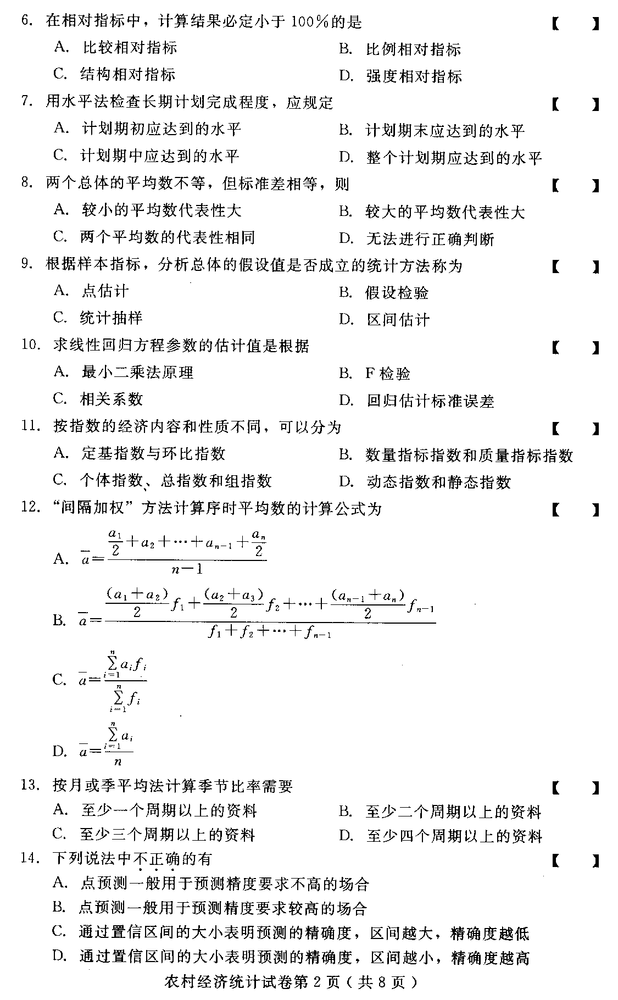 6. 在相对指标中，计算结果必定小于 100%的是 【 】
A. 比较相对指标 B. 比例相对指标
C. 结构相对指标 D. 强度相对指标
7. 用水平法检查长期计划完成程度，应规定 【 】
A. 计划期初应达到的水平 B. 计划期末应达到的水平
C. 计划期中应达到的水平 D. 整个计划期应达到的水平
8. 两个总体的平均数不等，但标准差相等，则 【 】
A. 较小的平均数代表性大 B. 较大的平均数代表性大
C. 两个平均数的代表性相同 D. 无法进行正确判断
9. 根据样本指标，分析总体的假设值是否成立的统计方法称为 【 】
A. 点估计 B. 假设检验
C. 统计抽样 D. 区间估计
10. 求线性回归方程参数的估计值是根据 【 】
A. 最小二乘法原理 B. F 检验
C. 相关系数 D. 回归估计标准误差
11. 按指数的经济内容和性质不同，可以分为 【 】
A. 定基指数与环比指数 B. 数量指标指数和质量指标指数
C. 个体指数、总指数和组指数 D. 动态指数和静态指数
12. “间隔加权”方法计算序时平均数的计算公式为 【 】
A. $\overline{a}=\frac{\frac{a_1}{2}+a_2+\cdots+a_{n-1}+\frac{a_n}{2}}{n-1}$
B. $\overline{a}=\frac{\frac{(a_1+a_2)}{2}f_1+\frac{(a_2+a_3)}{2}f_2+\cdots+\frac{(a_{n-1}+a_n)}{2}f_{n-1}}{f_1+f_2+\cdots+f_{n-1}}$
C. $\overline{a}=\frac{\sum_{i=1}^{n}a_if_i}{\sum_{i=1}^{n}f_i}$
D. $\overline{a}=\frac{\sum_{i=1}^{n}a_i}{n}$
13. 按月或季平均法计算季节比率需要 【 】
A. 至少一个周期以上的资料 B. 至少二个周期以上的资料
C. 至少三个周期以上的资料 D. 至少四个周期以上的资料
14. 下列说法中不正确的有 【 】
A. 点预测一般用于预测精度要求不高的场合
B. 点预测一般用于预测精度要求较高的场合
C. 通过置信区间的大小表明预测的精确度，区间越大，精确度越低
D. 通过置信区间的大小表明预测的精确度，区间越小，精确度越高
农村经济统计试卷第 2 页（共 8 页）